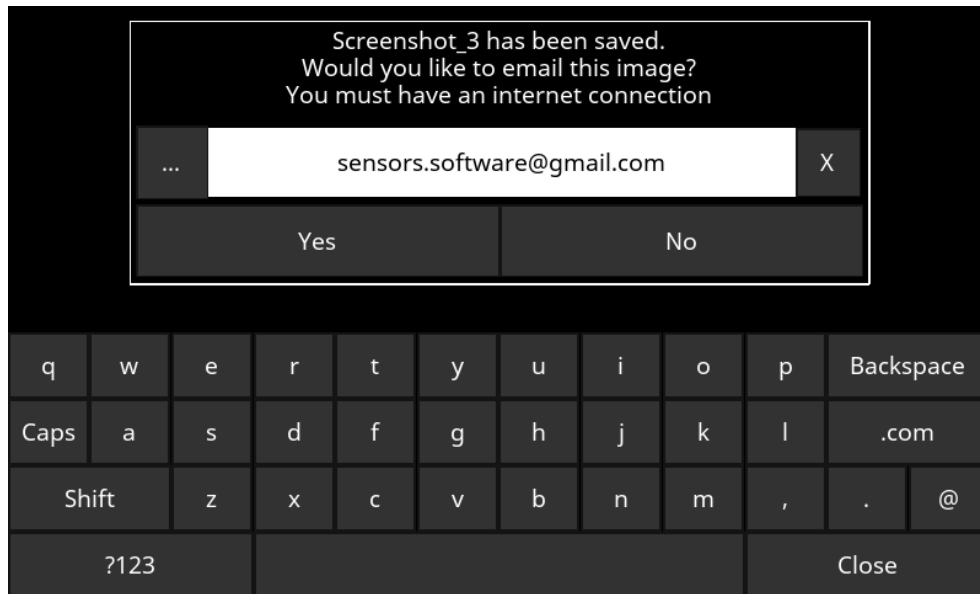 Screenshot_3 has been saved.
Would you like to email this image?
You must have an internet connection
... sensors.software@gmail.com X
Yes No
q w e r t y u i o p Backspace
Caps a s d f g h j k l .com
Shift z x c v b n m , . @
?123 Close